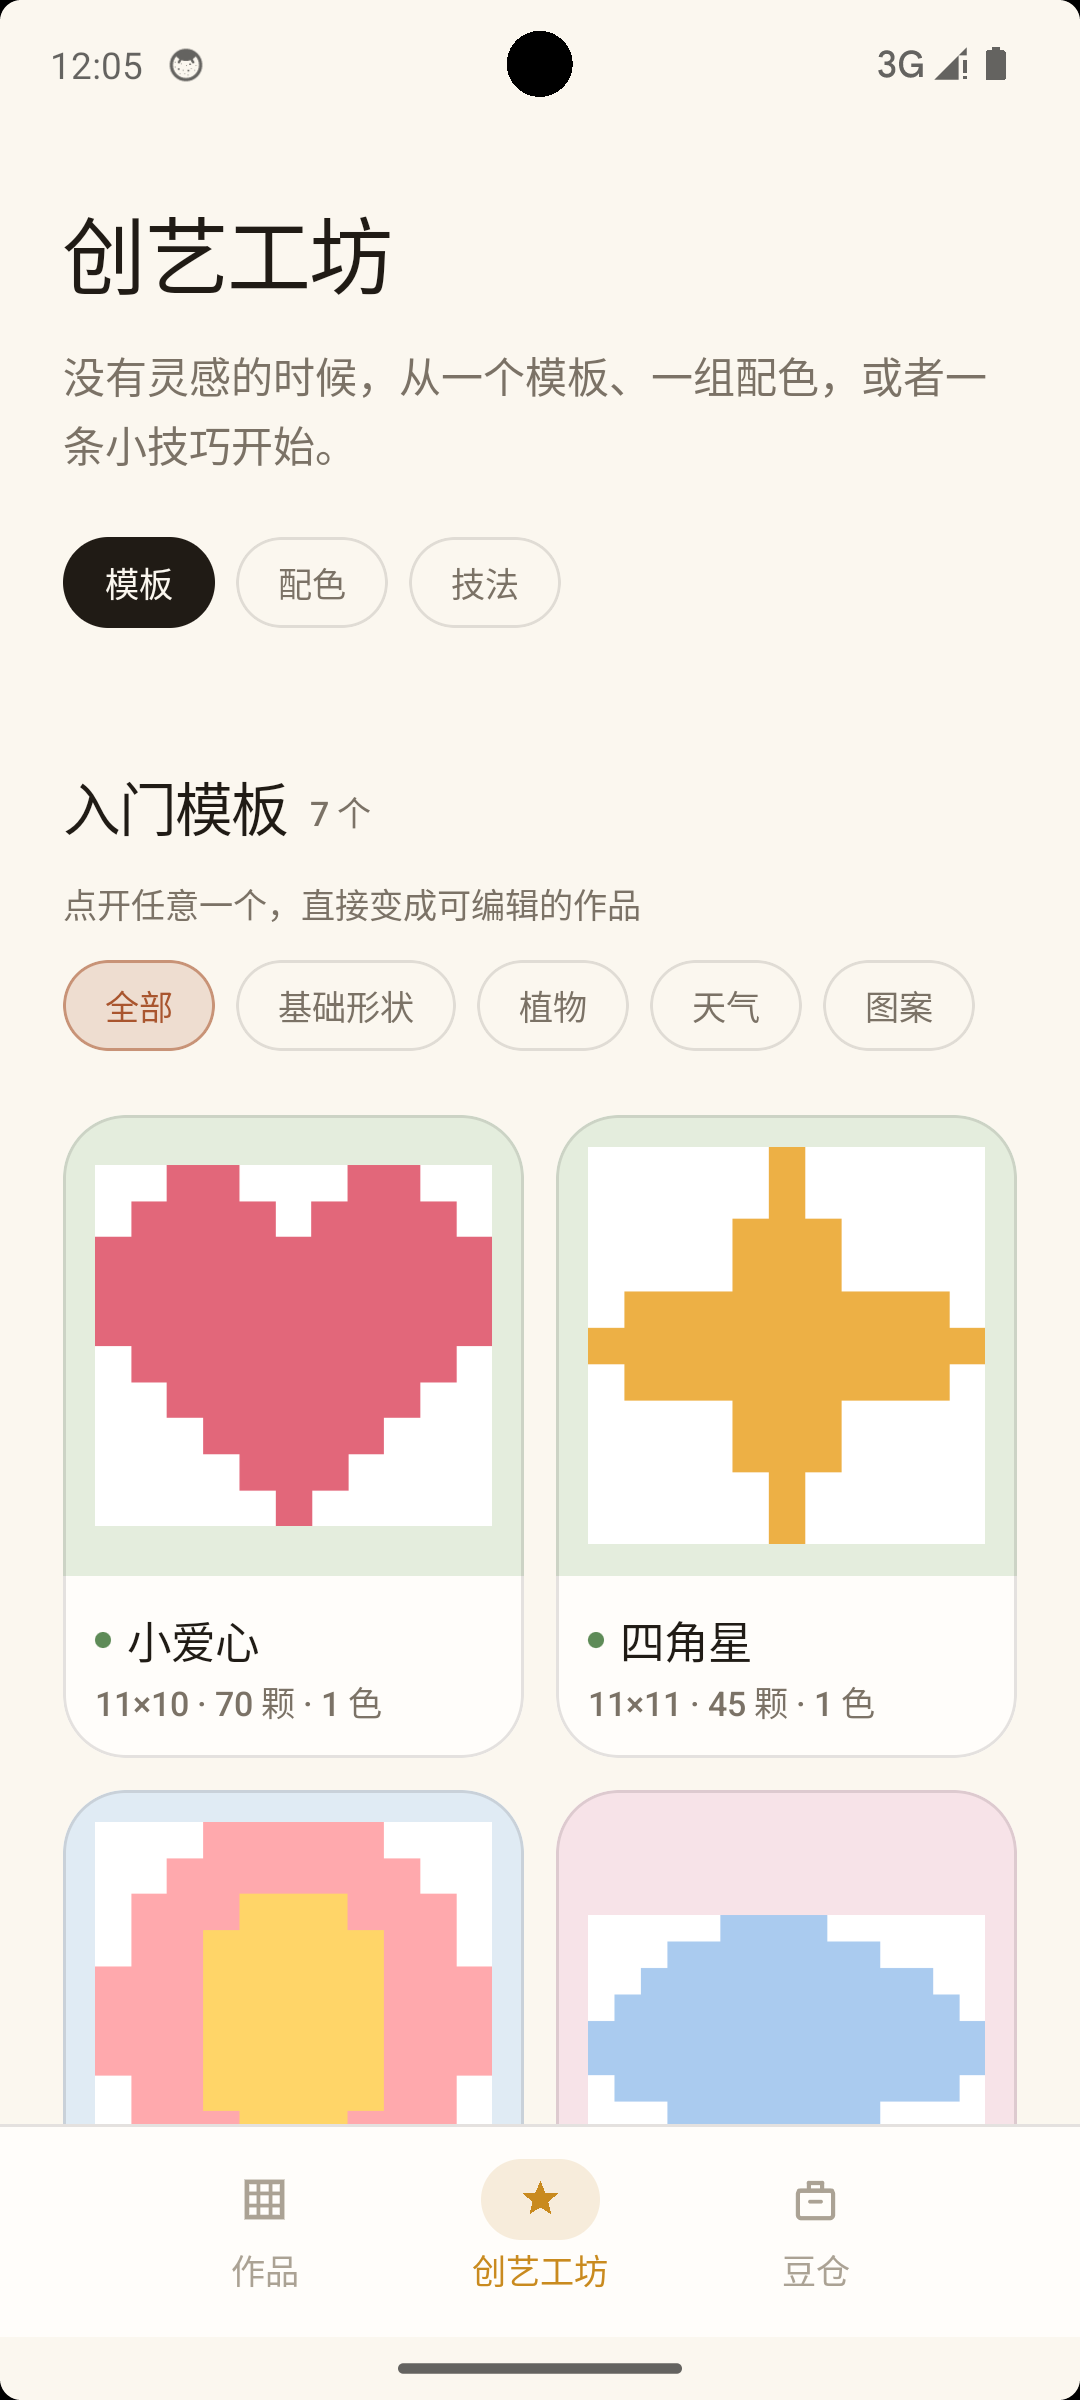 12:05
3G
创艺工坊
没有灵感的时候，从一个模板、一组配色，或者一
条小技巧开始。
模板
配色
技法
入门模板 7 个
点开任意一个，直接变成可编辑的作品
全部
基础形状
植物
天气
图案
小爱心
11×10 · 70 颗 · 1 色
四角星
11×11 · 45 颗 · 1 色
作品
创艺工坊
豆仓